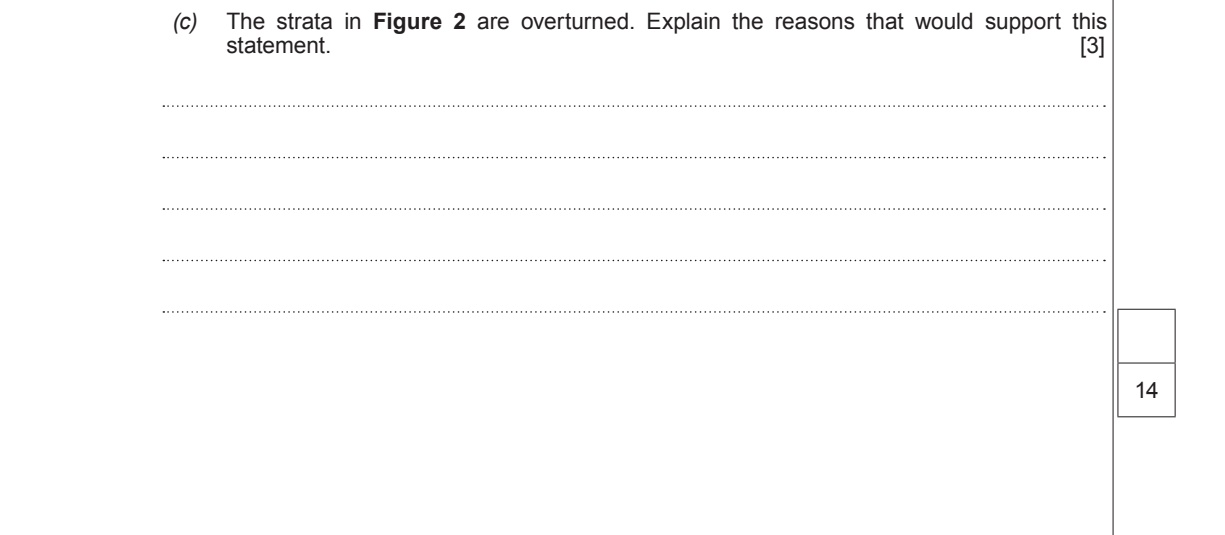 (c) The strata in Figure 2 are overturned. Explain the reasons that would support this
statement. [3]
14